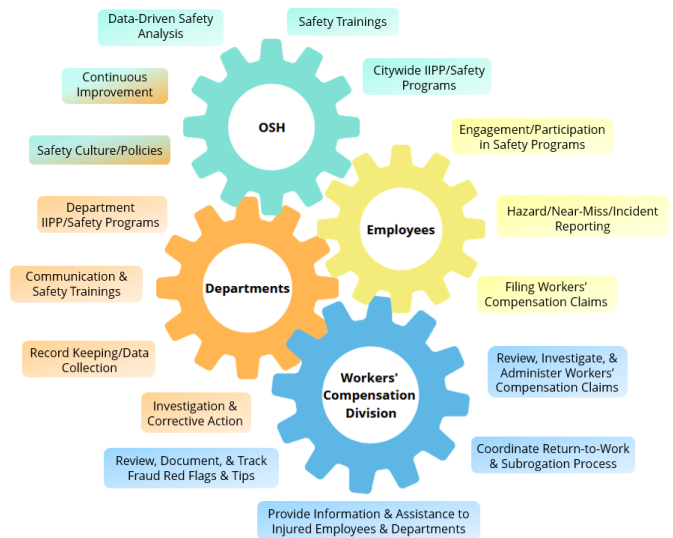 Data-Driven Safety
Analysis
Safety Trainings
Continuous
Improvement
Citywide IIPP/Safety
Programs
OSH
Safety Culture/Policies
Engagement/Participation
in Safety Programs
Department
IIPP/Safety Programs
Hazard/Near-Miss/Incident
Reporting
Employees
Communication &
Safety Trainings
Departments
Filing Workers’
Compensation Claims
Record Keeping/Data
Collection
Workers'
Compensation
Division
Review, Investigate, &
Administer Workers’
Compensation Claims
Investigation &
Corrective Action
Review, Document, & Track
Fraud Red Flags & Tips
Coordinate Return-to-Work
& Subrogation Process
Provide Information & Assistance to
Injured Employees & Departments